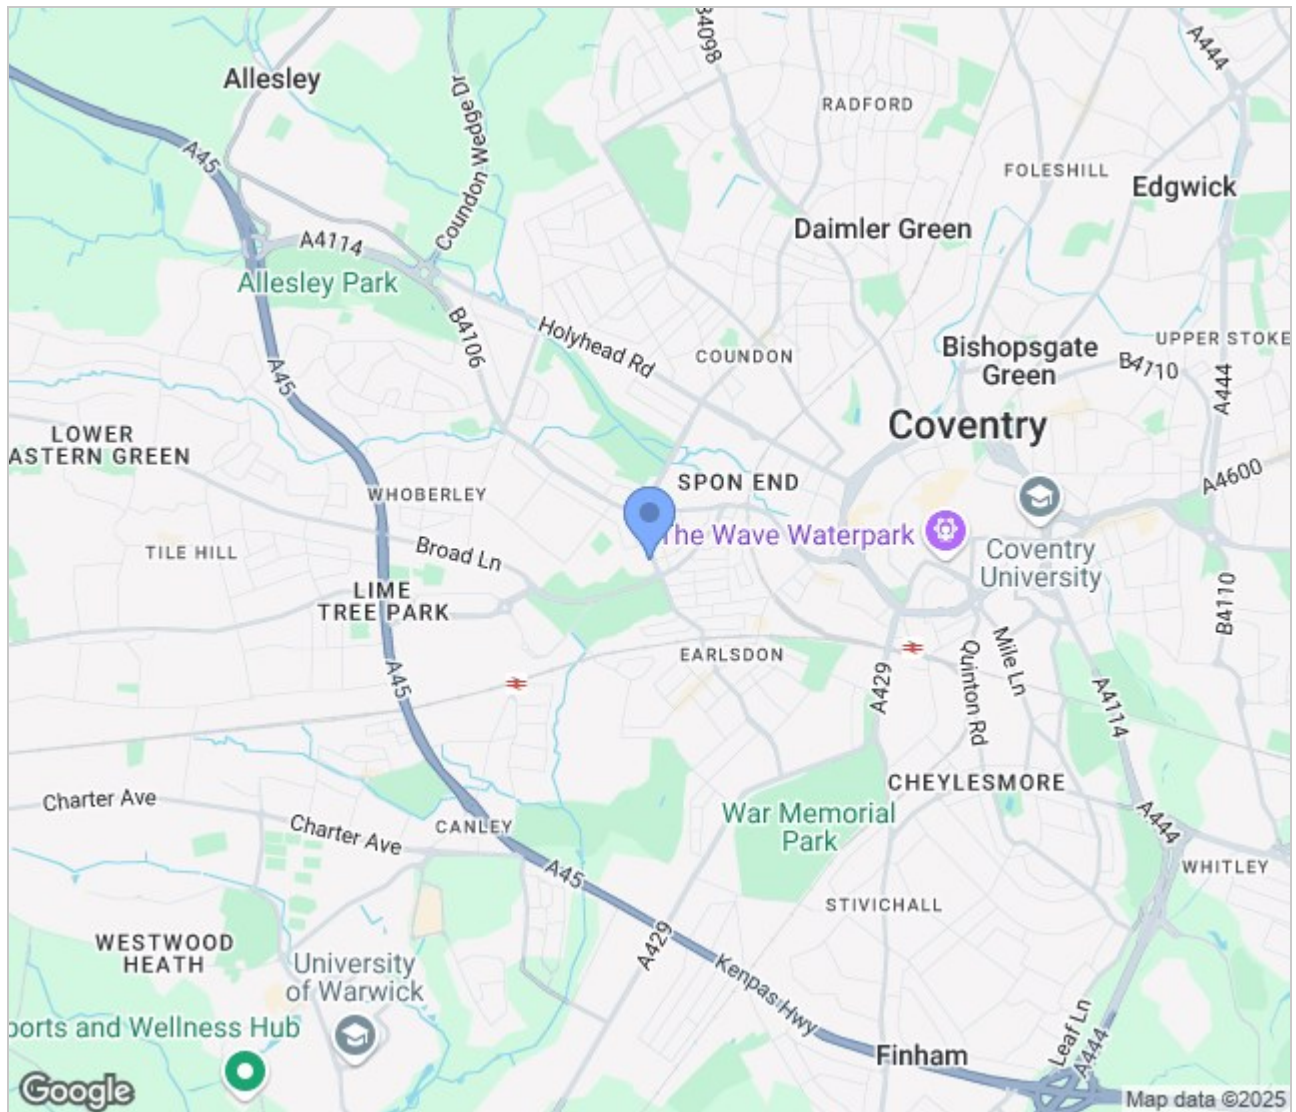 B4098
A444
Allesley
RADFORD
Coundon Wedge Dr
A45
FOLESHILL
Edgwick
Daimler Green
A4114
Allesley Park
B4106
Holyhead Rd
COUNDON
Bishopsgate
Green
UPPER STOKE
B4110
A45
A444
Coventry
LOWER
ASTERN GREEN
SPON END
A4600
WHOBERLEY
The Wave Waterpark
Broad Ln
TILE HILL
Coventry
University
LIME
TREE PARK
B4110
EARLSDON
Mile Ln
Quinton Rd
A429
A45
A4114
CHEYLESMORE
Charter Ave
War Memorial
Park
Charter Ave
CANLEY
A444
WHITLEY
A45
STIVICHALL
WESTWOOD
HEATH
A429
University
of Warwick
Kenpas Hwy
ports and Wellness Hub
Leaf Ln
A444
Finham
Google
Map data ©2025